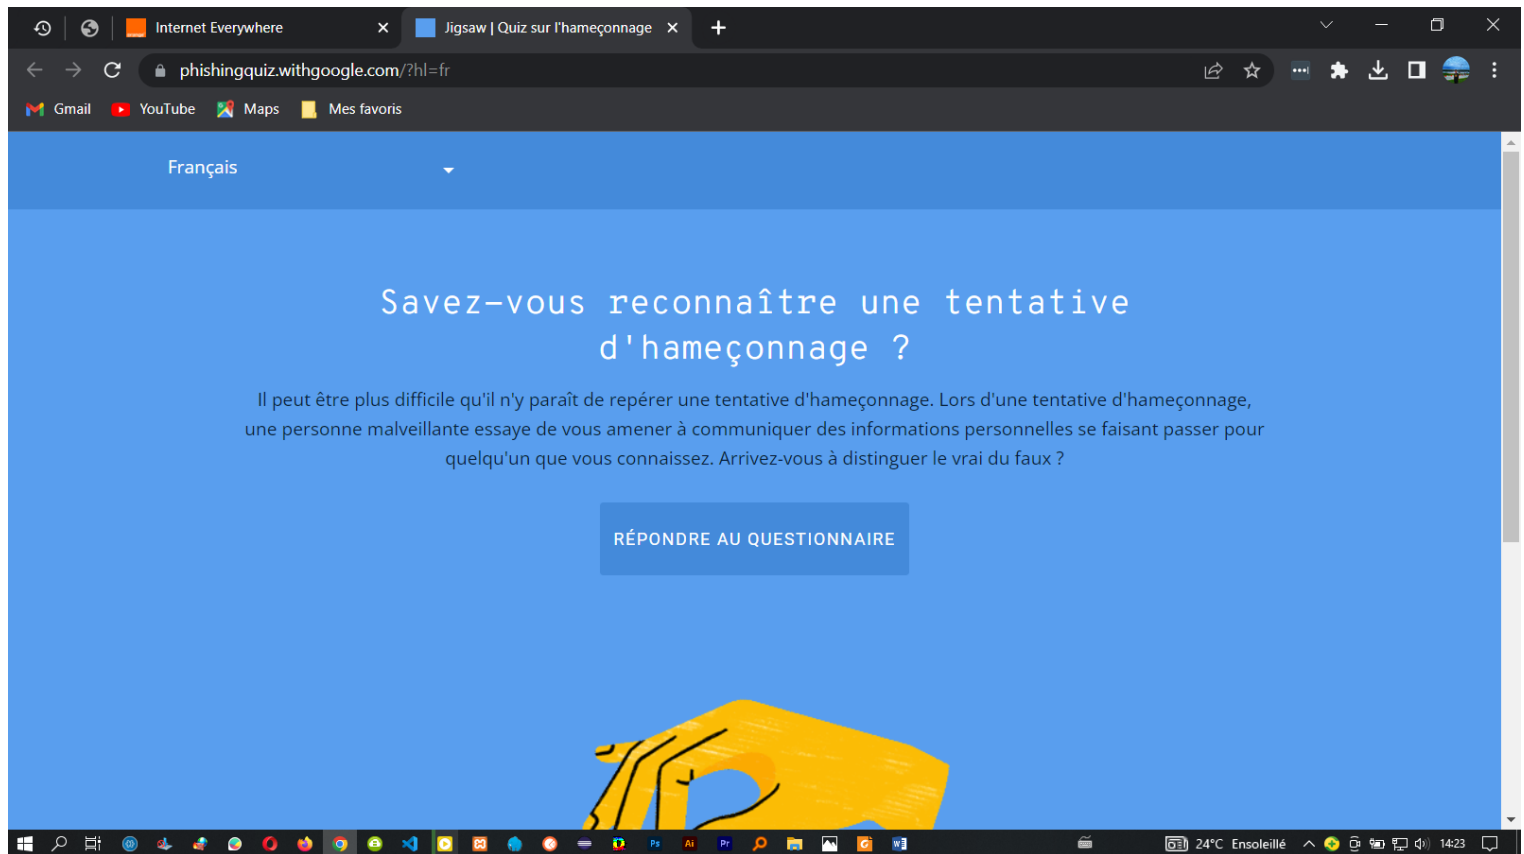 Internet Everywhere
Jigsaw | Quiz sur l'hameçonnage
phishingquiz.withgoogle.com/?hl=fr
Gmail
YouTube
Maps
Mes favoris
Français
Savez-vous reconnaître une tentative
d'hameçonnage ?
Il peut être plus difficile qu'il n'y paraît de repérer une tentative d'hameçonnage. Lors d'une tentative d'hameçonnage,
une personne malveillante essaye de vous amener à communiquer des informations personnelles se faisant passer pour
quelqu'un que vous connaissez. Arrivez-vous à distinguer le vrai du faux ?
RÉPONDRE AU QUESTIONNAIRE
Ps
Ai
Pr
24°C Ensoleillé
14:23